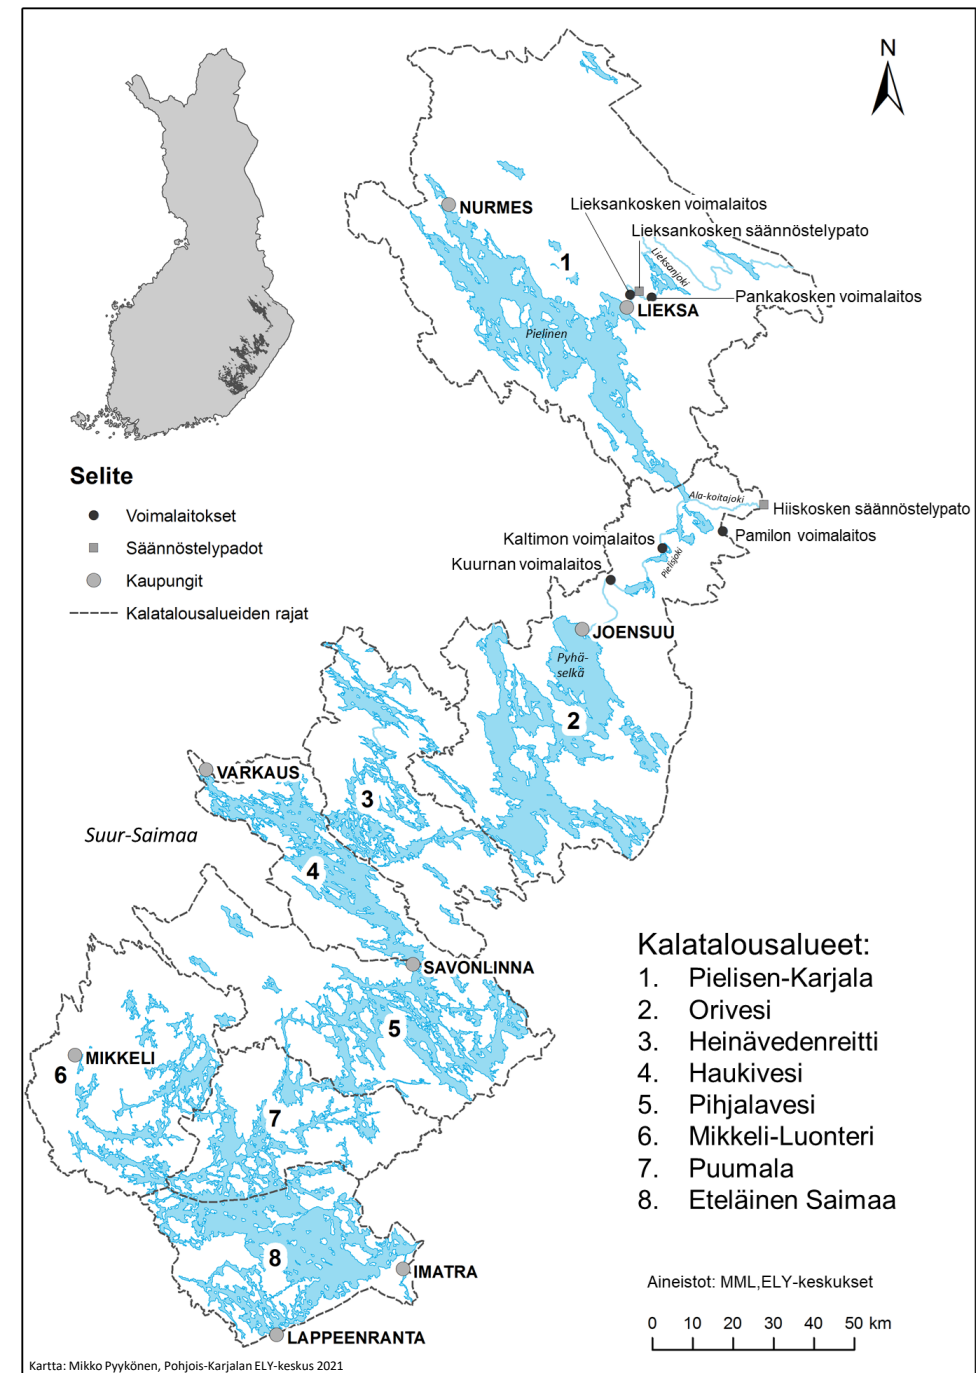 N
NURMES
Lieksankosken voimalaitos
Lieksankosken säännöstelypato
1
Lieksanjoki
Pankakosken voimalaitos
LIEKSA
Pielinen
Selite
Voimalaitokset
Säännöstelypadot
Kaupungit
Kalatalousalueiden rajat
Ala-koitajoki
Hiiskosken säännöstelypato
Pamilon voimalaitos
Kaltimon voimalaitos
Kuurnan voimalaitos
Pielisjoki
JOENSUU
Pyhä-
selkä
2
VARKAUS
3
Suur-Saimaa
4
SAVONLINNA
5
MIKKELI
6
7
8
IMATRA
LAPPEENRANTA
Kalatalousalueet:
1. Pielisen-Karjala
2. Orivesi
3. Heinävedenreitti
4. Haukivesi
5. Pihjalavesi
6. Mikkeli-Luonteri
7. Puumala
8. Eteläinen Saimaa
Aineistot: MML,ELY-keskukset
0 10 20 30 40 50 km
Kartta: Mikko Pyykönen, Pohjois-Karjalan ELY-keskus 2021